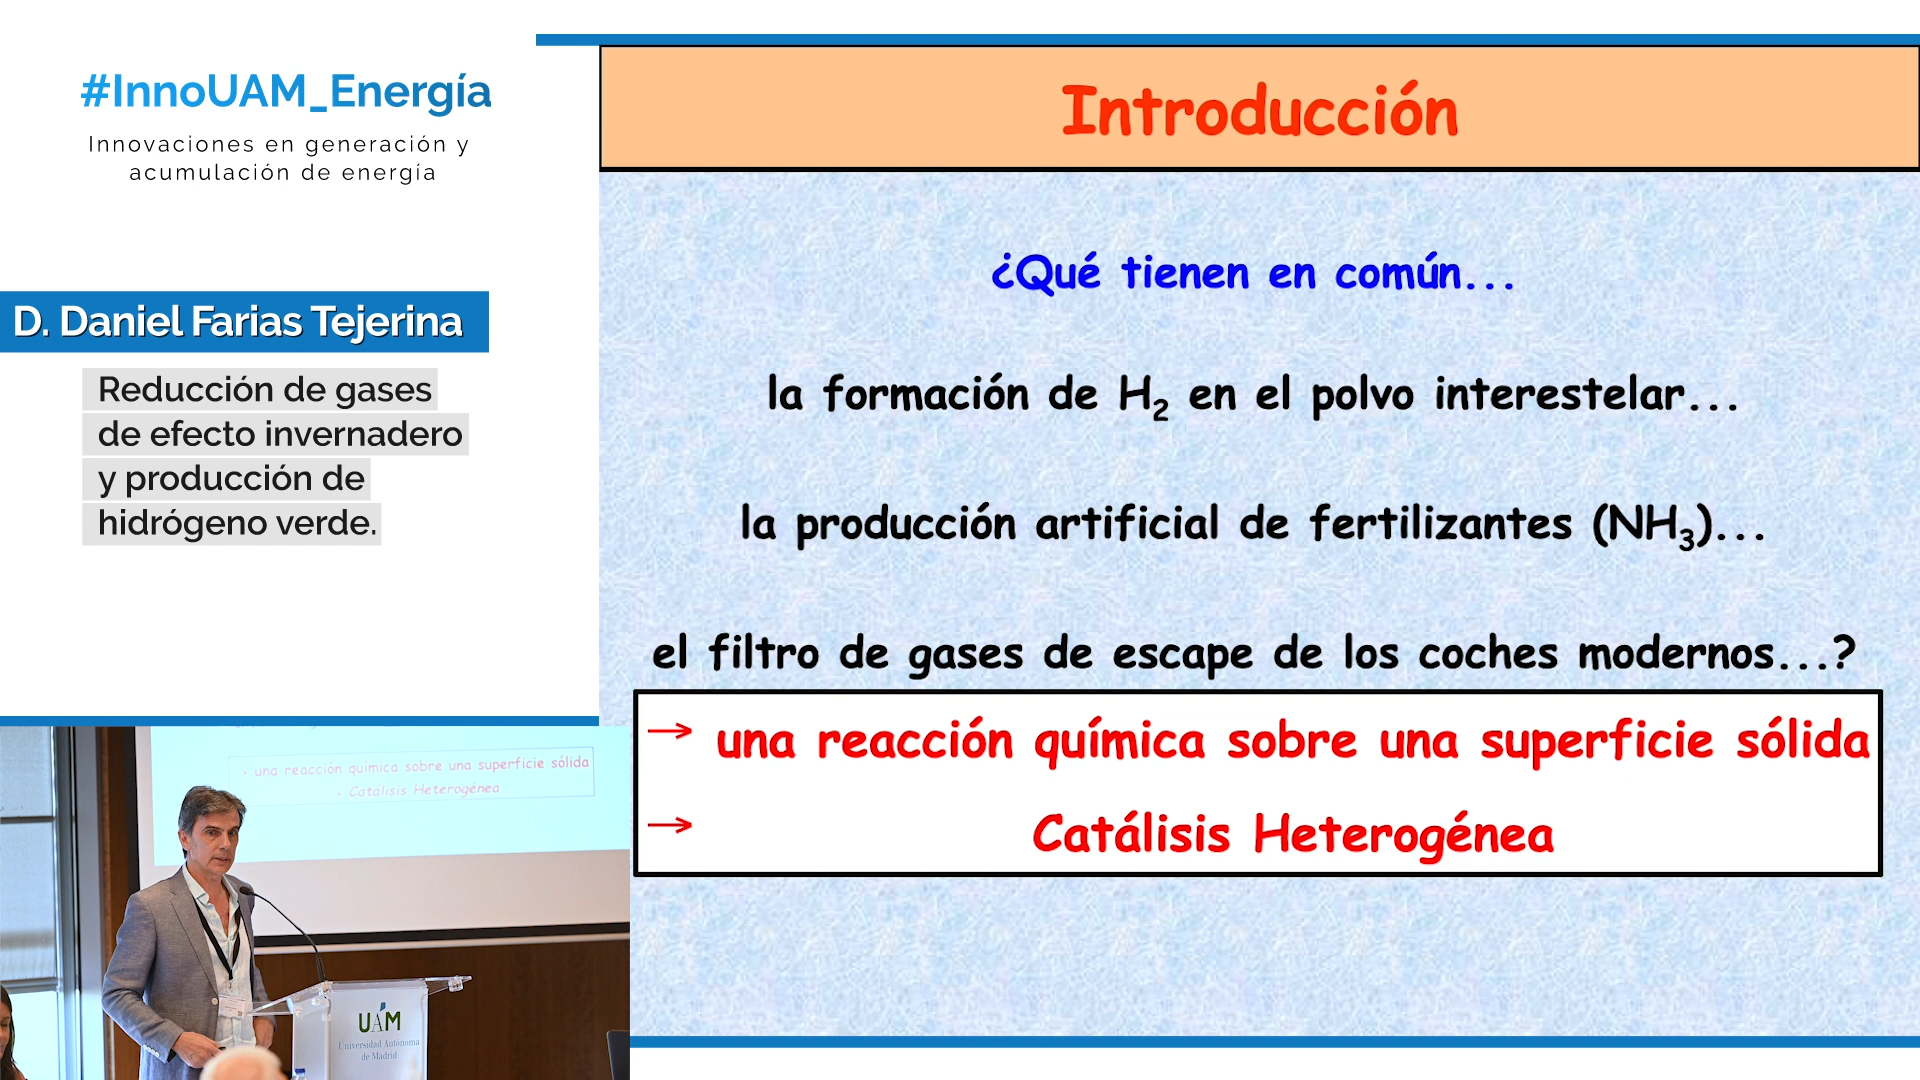 #InnoUAM_Energía
Innovaciones en generación y
acumulación de energía
D. Daniel Farias Tejerina
Reducción de gases
de efecto invernadero
y producción de
hidrógeno verde.
Introducción
¿Qué tienen en común...
la formación de H₂ en el polvo interestelar...
la producción artificial de fertilizantes (NH₃)...
el filtro de gases de escape de los coches modernos...?
→ una reacción química sobre una superficie sólida
→ Catálisis Heterogénea
una reacción química sobre una superficie sólida
Catálisis Heterogénea
UAM
Universidad Autónoma
de Madrid